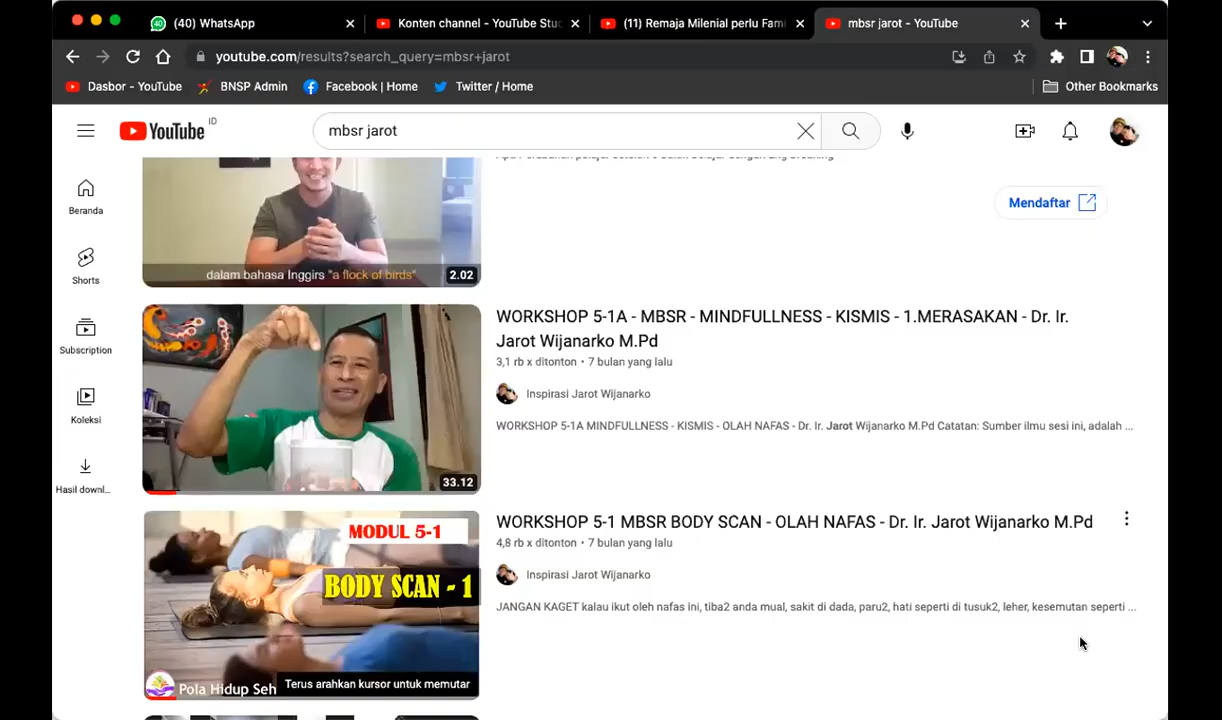 (40) WhatsApp
Konten channel - YouTube Stu
(11) Remaja Milenial perlu Fami
mbsr jarot - YouTube
youtube.com/results?search_query=mbsr+jarot
Dasbor - YouTube
BNSP Admin
Facebook | Home
Twitter / Home
Other Bookmarks
YouTube ID
mbsr jarot
Beranda
Shorts
Subscription
Koleksi
Hasil downl...
Mendaftar
dalam bahasa Inggirs "a flock of birds"
2.02
WORKSHOP 5-1A - MBSR - MINDFULLNESS - KISMIS - 1.MERASAKAN - Dr. Ir.
Jarot Wijanarko M.Pd
3,1 rb x ditonton • 7 bulan yang lalu
Inspirasi Jarot Wijanarko
WORKSHOP 5-1A MINDFULLNESS - KISMIS - OLAH NAFAS - Dr. Ir. Jarot Wijanarko M.Pd Catatan: Sumber ilmu sesi ini, adalah ...
33.12
WORKSHOP 5-1 MBSR BODY SCAN - OLAH NAFAS - Dr. Ir. Jarot Wijanarko M.Pd
4,8 rb x ditonton • 7 bulan yang lalu
Inspirasi Jarot Wijanarko
JANGAN KAGET kalau ikut oleh nafas ini, tiba2 anda mual, sakit di dada, paru2, hati seperti di tusuk2, leher, kesemutan seperti ...
MODUL 5-1
BODY SCAN - 1
Pola Hidup Seh
Terus arahkan kursor untuk memutar